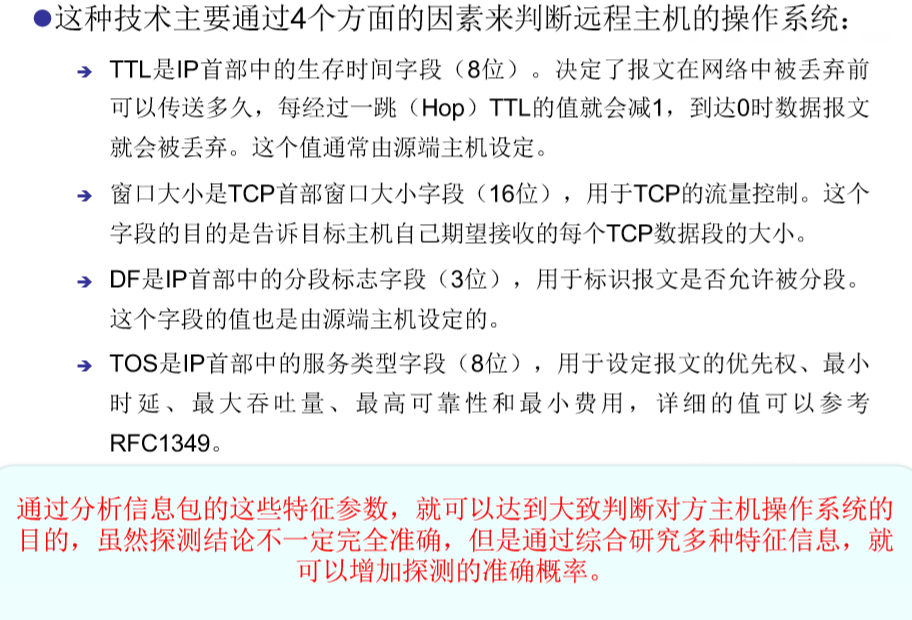 ●这种技术主要通过4个方面的因素来判断远程主机的操作系统：
➔ TTL是IP首部中的生存时间字段（8位）。决定了报文在网络中被丢弃前
可以传送多久，每经过一跳（Hop）TTL的值就会减1，到达0时数据报文
就会被丢弃。这个值通常由源端主机设定。
➔ 窗口大小是TCP首部窗口大小字段（16位），用于TCP的流量控制。这个
字段的目的是告诉目标主机自己期望接收的每个TCP数据段的大小。
➔ DF是IP首部中的分段标志字段（3位），用于标识报文是否允许被分段。
这个字段的值也是由源端主机设定的。
➔ TOS是IP首部中的服务类型字段（8位），用于设定报文的优先权、最小
时延、最大吞吐量、最高可靠性和最小费用，详细的值可以参考
RFC1349。
通过分析信息包的这些特征参数，就可以达到大致判断对方主机操作系统的
目的，虽然探测结论不一定完全准确，但是通过综合研究多种特征信息，就
可以增加探测的准确概率。